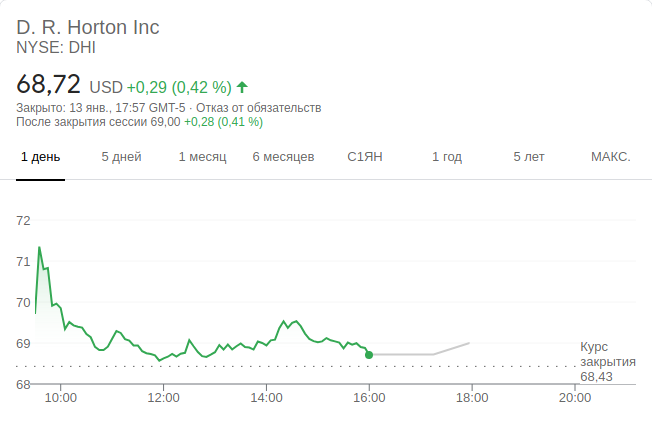 D. R. Horton Inc
NYSE: DHI
68,72 USD +0,29 (0,42 %)
Закрыто: 13 янв., 17:57 GMT-5 · Отказ от обязательств
После закрытия сессии 69,00 +0,28 (0,41 %)
1 день 5 дней 1 месяц 6 месяцев С1ЯН 1 год 5 лет МАКС.
72
71
70
69
68
Курс
закрытия
68,43
10:00 12:00 14:00 16:00 18:00 20:00